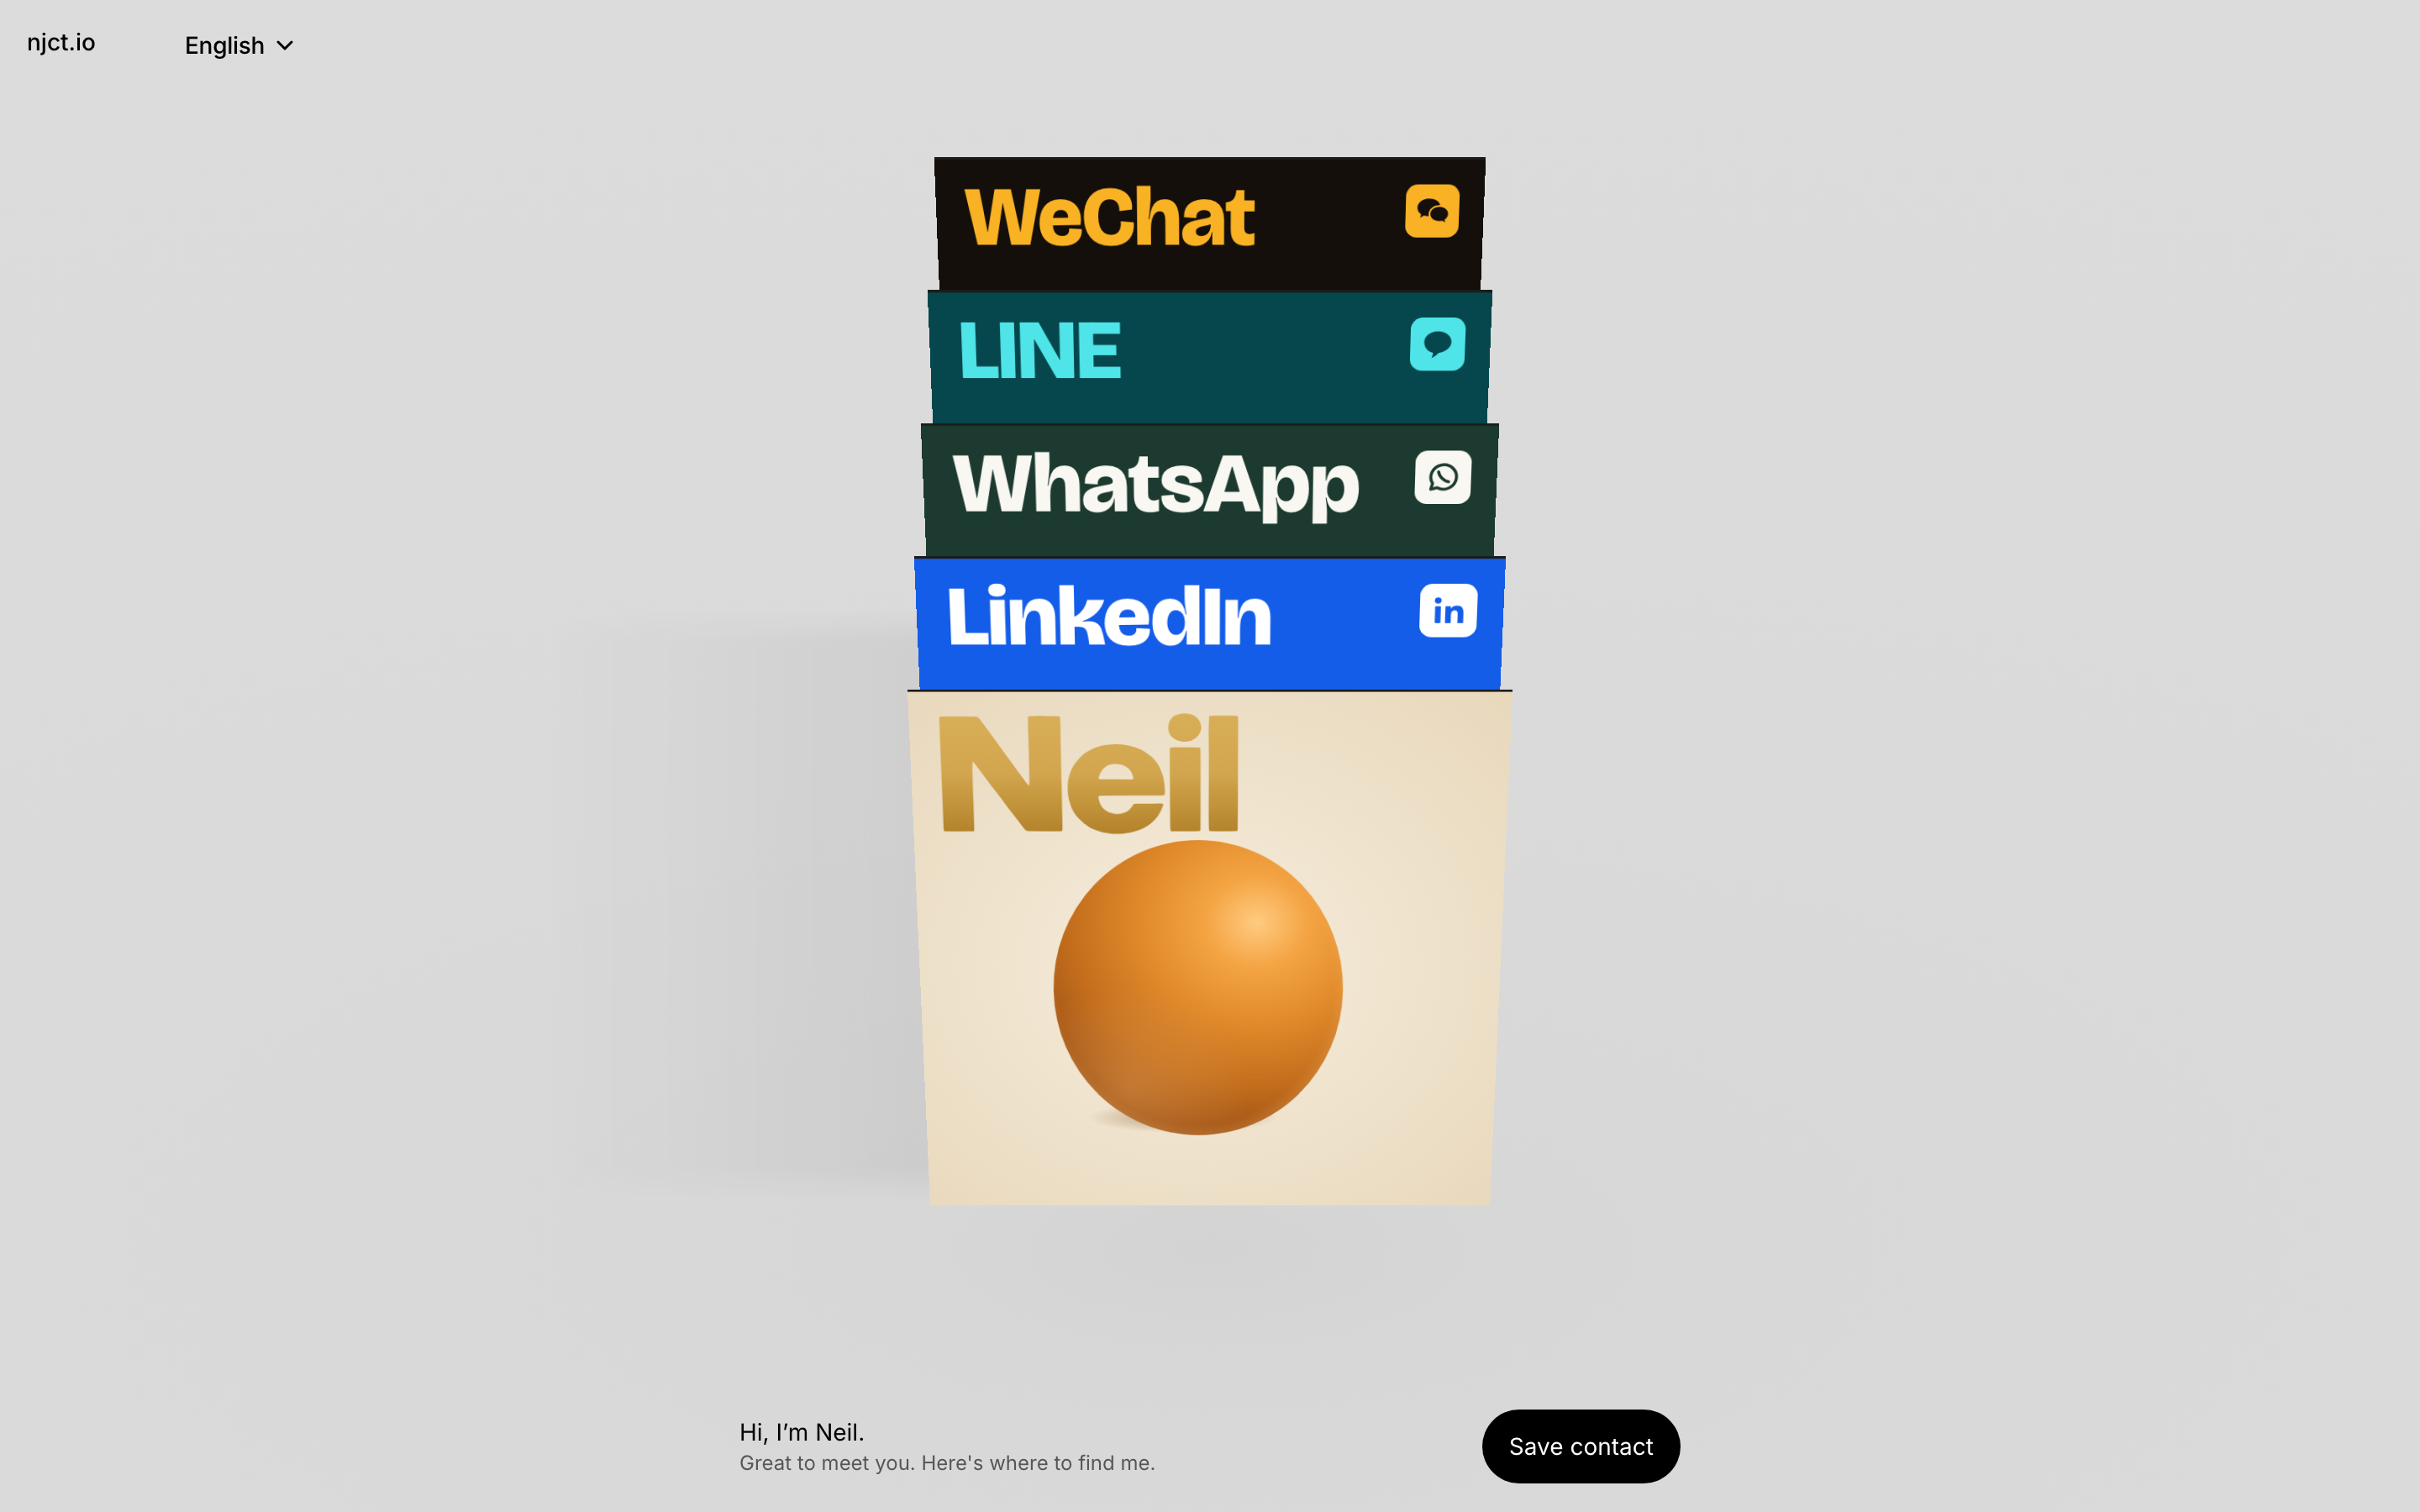 njct.io
English
WeChat
LINE
WhatsApp
LinkedIn
in
Neil
Hi, I’m Neil.
Great to meet you. Here's where to find me.
Save contact